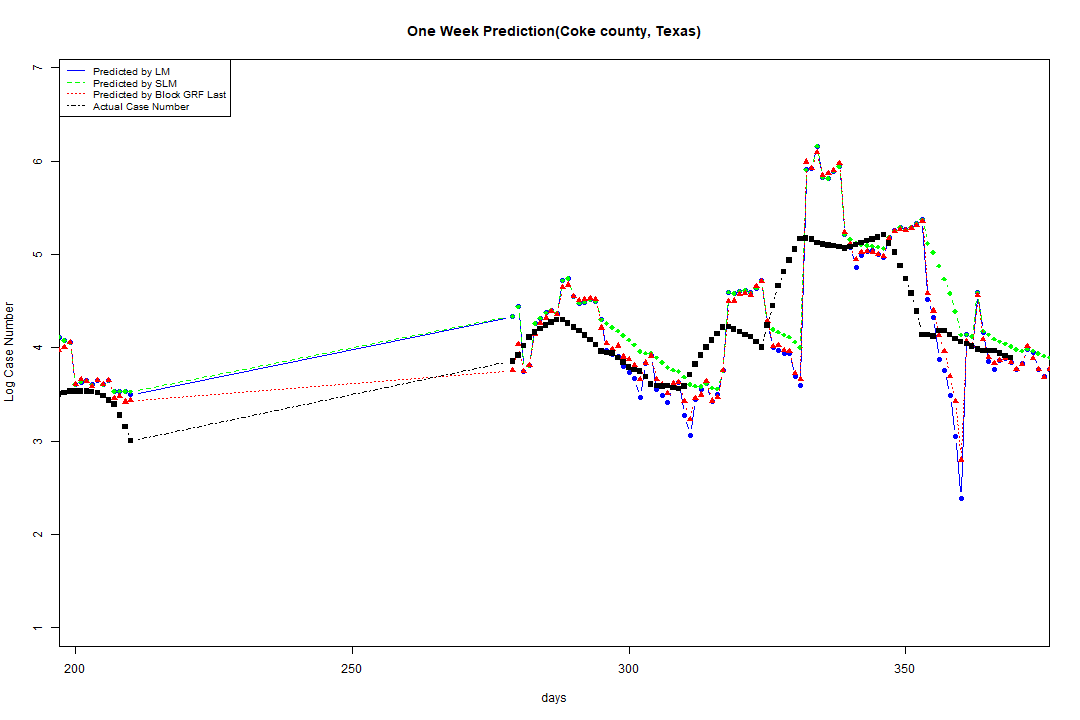 One Week Prediction(Coke county, Texas)
Predicted by LM
Predicted by SLM
Predicted by Block GRF Last
Actual Case Number
Log Case Number
7
6
5
4
3
2
1
200 250 300 350
days